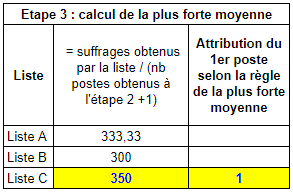 Etape 3 : calcul de la plus forte moyenne
Liste
= suffrages obtenus
par la liste / (nb
postes obtenus à
l'étape 2 +1)
Attribution du
1er poste
selon la règle
de la plus forte
moyenne
Liste A 333,33
Liste B 300
Liste C 350 1